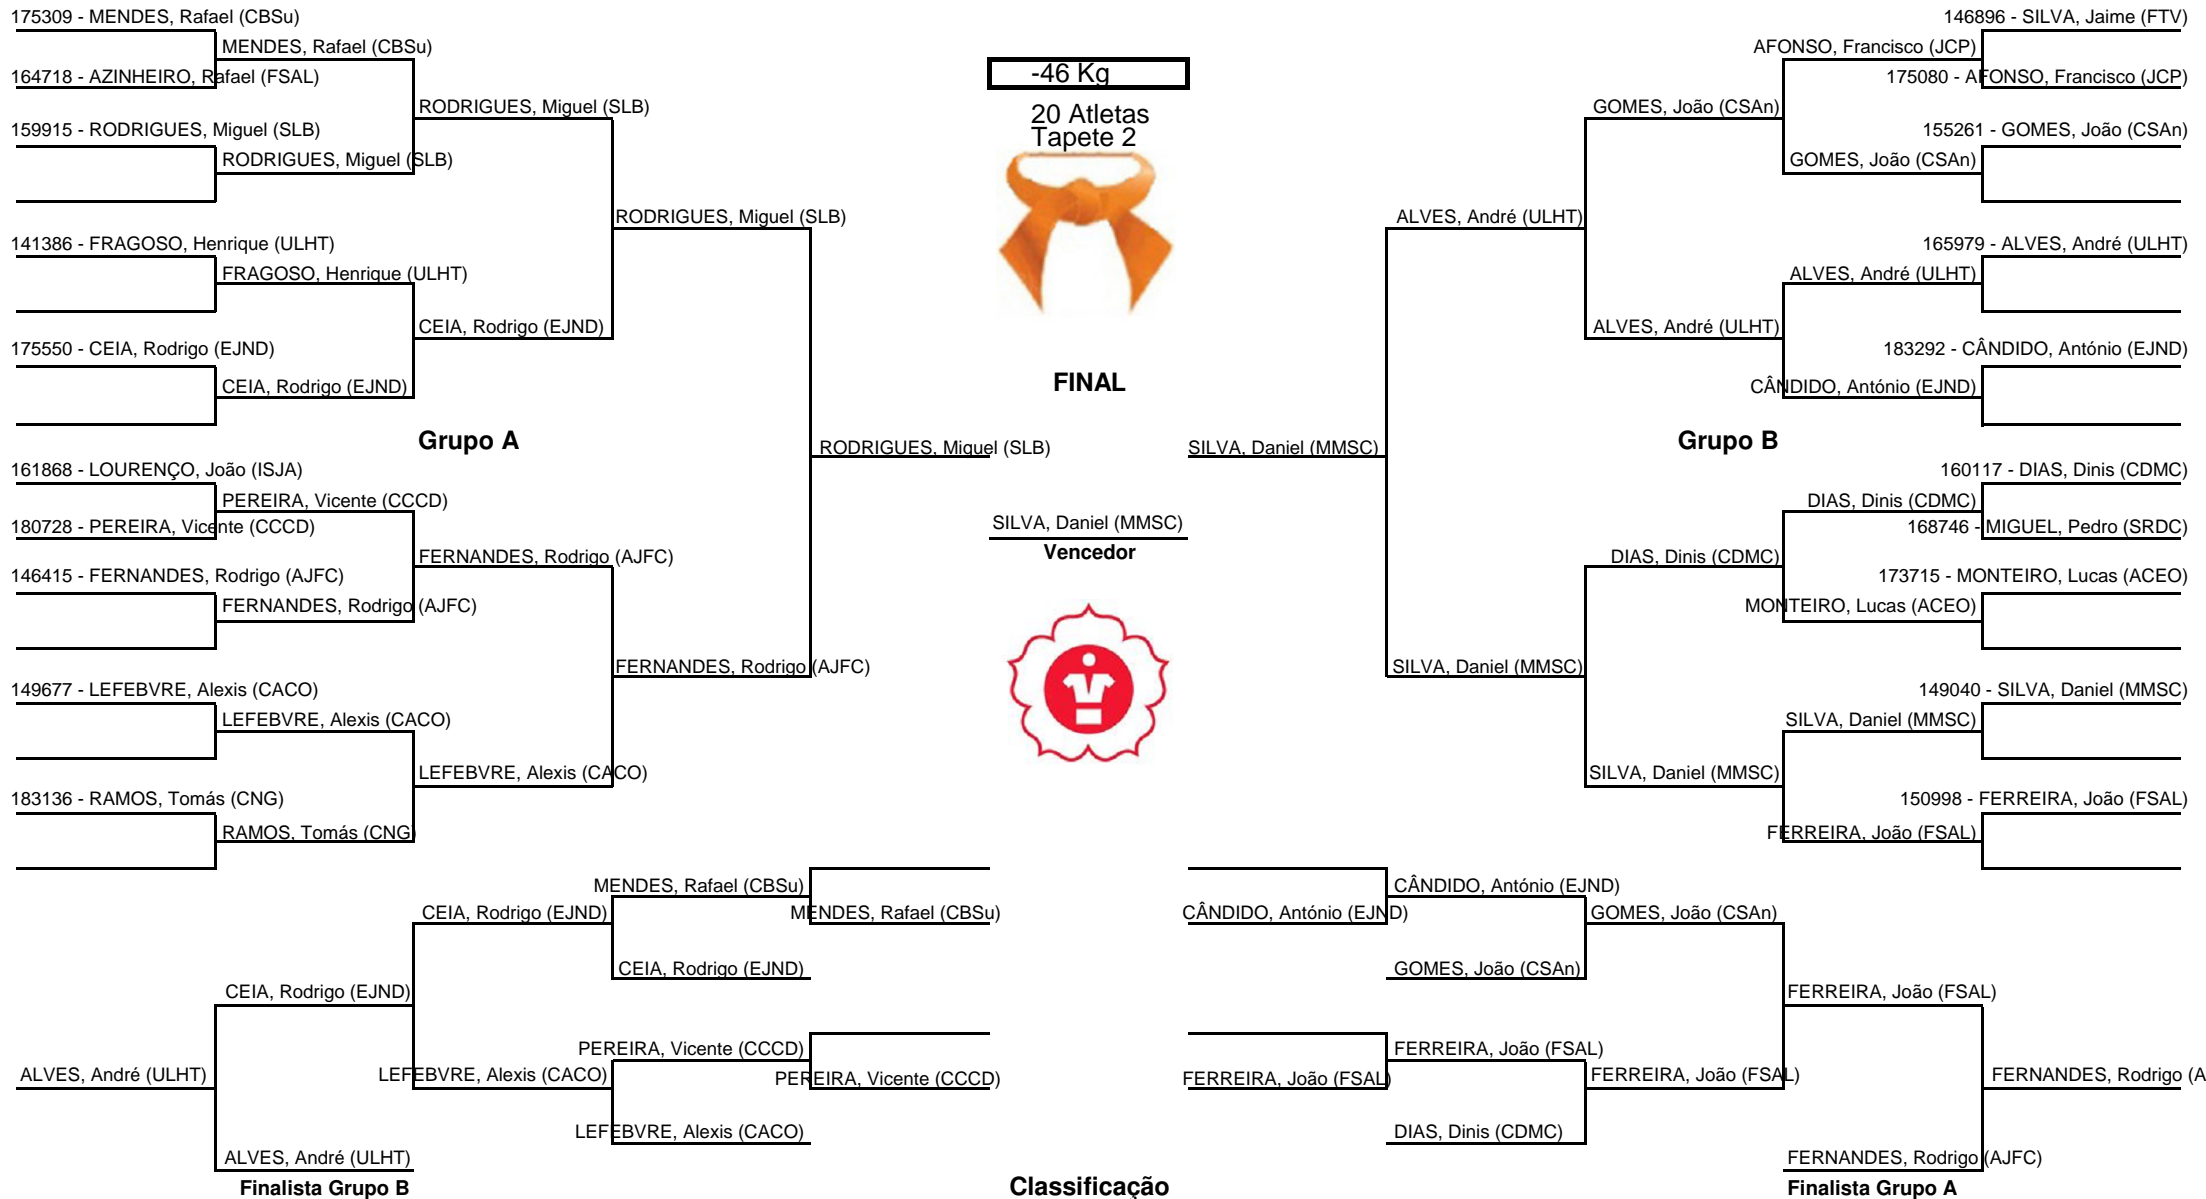 175309 - MENDES, Rafael (CBSu)
MENDES, Rafael (CBSu)
164718 - AZINHEIRO, Rafael (FSAL)
RODRIGUES, Miguel (SLB)
159915 - RODRIGUES, Miguel (SLB)
RODRIGUES, Miguel (SLB)
RODRIGUES, Miguel (SLB)
141386 - FRAGOSO, Henrique (ULHT)
FRAGOSO, Henrique (ULHT)
CEIA, Rodrigo (EJND)
175550 - CEIA, Rodrigo (EJND)
CEIA, Rodrigo (EJND)
Grupo A
RODRIGUES, Miguel (SLB)
161868 - LOURENÇO, João (ISJA)
PEREIRA, Vicente (CCCD)
180728 - PEREIRA, Vicente (CCCD)
FERNANDES, Rodrigo (AJFC)
146415 - FERNANDES, Rodrigo (AJFC)
FERNANDES, Rodrigo (AJFC)
FERNANDES, Rodrigo (AJFC)
149677 - LEFEBVRE, Alexis (CACO)
LEFEBVRE, Alexis (CACO)
LEFEBVRE, Alexis (CACO)
183136 - RAMOS, Tomás (CNG)
RAMOS, Tomás (CNG)
-46 Kg
20 Atletas
Tapete 2
FINAL
SILVA, Daniel (MMSC)
Vencedor
146896 - SILVA, Jaime (FTV)
AFONSO, Francisco (JCP)
175080 - AFONSO, Francisco (JCP)
GOMES, João (CSAn)
155261 - GOMES, João (CSAn)
GOMES, João (CSAn)
ALVES, André (ULHT)
165979 - ALVES, André (ULHT)
ALVES, André (ULHT)
ALVES, André (ULHT)
183292 - CÂNDIDO, António (EJND)
CÂNDIDO, António (EJND)
Grupo B
SILVA, Daniel (MMSC)
160117 - DIAS, Dinis (CDMC)
DIAS, Dinis (CDMC)
168746 - MIGUEL, Pedro (SRDC)
DIAS, Dinis (CDMC)
173715 - MONTEIRO, Lucas (ACEO)
MONTEIRO, Lucas (ACEO)
SILVA, Daniel (MMSC)
149040 - SILVA, Daniel (MMSC)
SILVA, Daniel (MMSC)
SILVA, Daniel (MMSC)
150998 - FERREIRA, João (FSAL)
FERREIRA, João (FSAL)
MENDES, Rafael (CBSu)
CEIA, Rodrigo (EJND)
MENDES, Rafael (CBSu)
CEIA, Rodrigo (EJND)
CEIA, Rodrigo (EJND)
PEREIRA, Vicente (CCCD)
ALVES, André (ULHT)
LEFEBVRE, Alexis (CACO)
PEREIRA, Vicente (CCCD)
LEFEBVRE, Alexis (CACO)
ALVES, André (ULHT)
Finalista Grupo B
Classificação
CÂNDIDO, António (EJND)
CÂNDIDO, António (EJND)
GOMES, João (CSAn)
GOMES, João (CSAn)
FERREIRA, João (FSAL)
FERREIRA, João (FSAL)
FERREIRA, João (FSAL)
FERREIRA, João (FSAL)
FERNANDES, Rodrigo (A
DIAS, Dinis (CDMC)
FERNANDES, Rodrigo (AJFC)
Finalista Grupo A